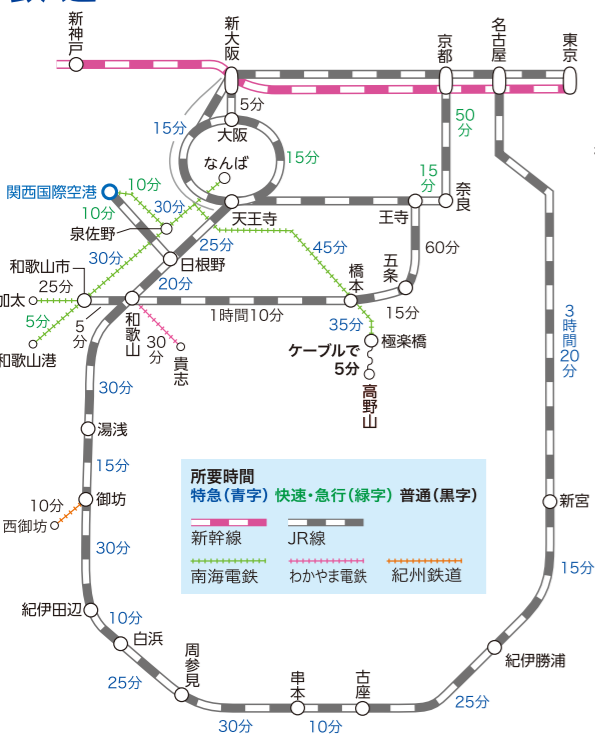 新神戸
新大阪
京都
名古屋
東京
5分
大阪
15分
なんば
15分
50分
15分
奈良
関西国際空港
10分
10分
30分
泉佐野
天王寺
王寺
25分
45分
60分
30分
日根野
和歌山市
20分
橋本
五条
加太
25分
5分
5分
1時間10分
15分
和歌山
30分
貴志
35分
極楽橋
和歌山港
ケーブルで
5分
高野山
3時間20分
30分
湯浅
15分
所要時間
特急(青字) 快速・急行(緑字) 普通(黒字)
新幹線 JR線
南海電鉄 わかやま電鉄 紀州鉄道
10分
御坊
西御坊
新宮
30分
15分
紀伊田辺
10分
白浜
周参見
紀伊勝浦
25分
串本
古座
25分
30分
10分